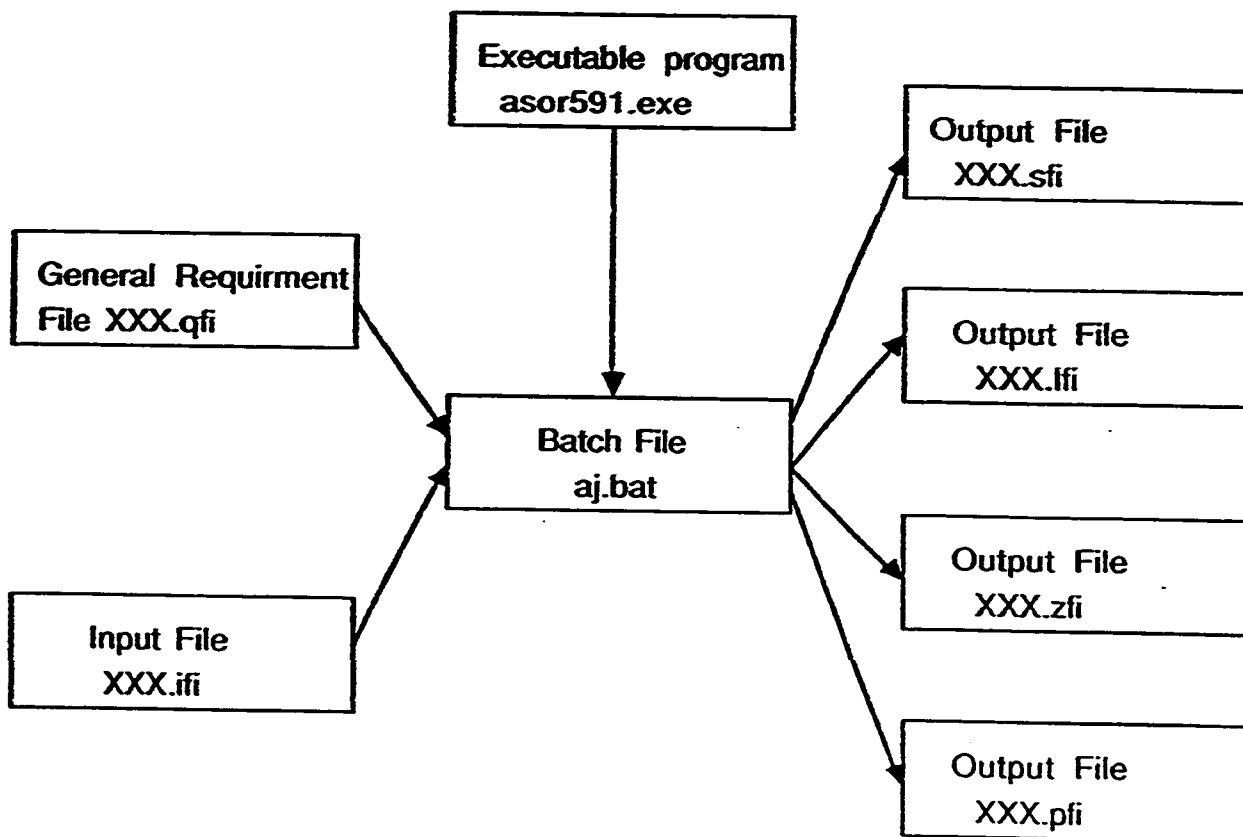 Executable program
asor591.exe
General Requirment
File XXX.qfi
Input File
XXX.ifi
Batch File
aj.bat
Output File
XXX.sfi
Output File
XXX.lfi
Output File
XXX.zfi
Output File
XXX.pfi